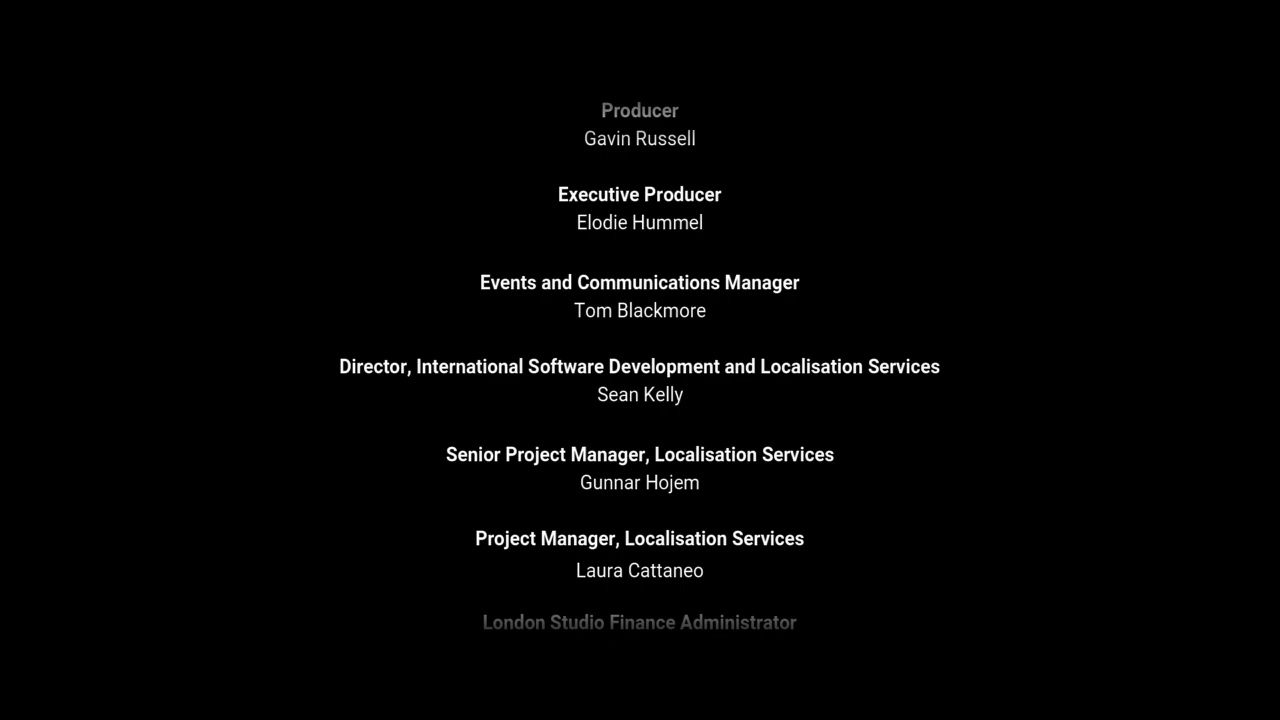 Producer
Gavin Russell
Executive Producer
Elodie Hummel
Events and Communications Manager
Tom Blackmore
Director, International Software Development and Localisation Services
Sean Kelly
Senior Project Manager, Localisation Services
Gunnar Hojem
Project Manager, Localisation Services
Laura Cattaneo
London Studio Finance Administrator